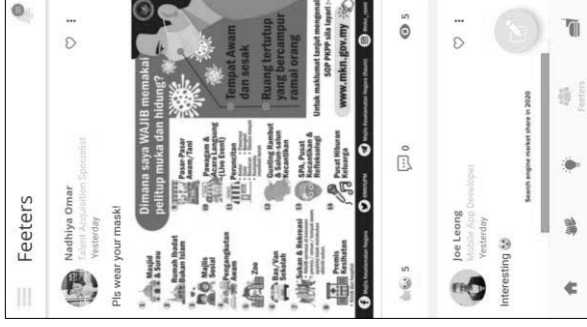 Feeters
Nadhiya Omar
Talent Acquisition Specialist
Yesterday
Pls wear your mask!
Dimana saya WAJIB memakai
pelitup muka dan hidung?
Tempat Awam
dan sesak
Ruang tertutup
yang bercampur
ramai orang
Untuk maklumat lanjut mengenai
SOP PKPP sila layari :-
www.mkn.gov.my
Masjid
& Surau
Rumah Ibadat
Bukan Islam
Majlis
Sosial
Pengangkutan
Awam
Zoo
Bas/Van
Sekolah
Sukan & Rekreasi
Premis
Kesihatan
Pasar-Pasar
Awam/Tani
Pawagam &
Acara Langsung
(Live Event)
Peruncitan
Gunting Rambut
& Salun-salun
Kecantikan
SPA, Pusat
Kecantikan &
Refleksologi
Pusat Hiburan
Keluarga
Majlis Keselamatan Negara
MKNJPM
5
0
5
Joe Leong
Mobile App Developer
Yesterday
Interesting
Search engine market share in 2020
Feeters